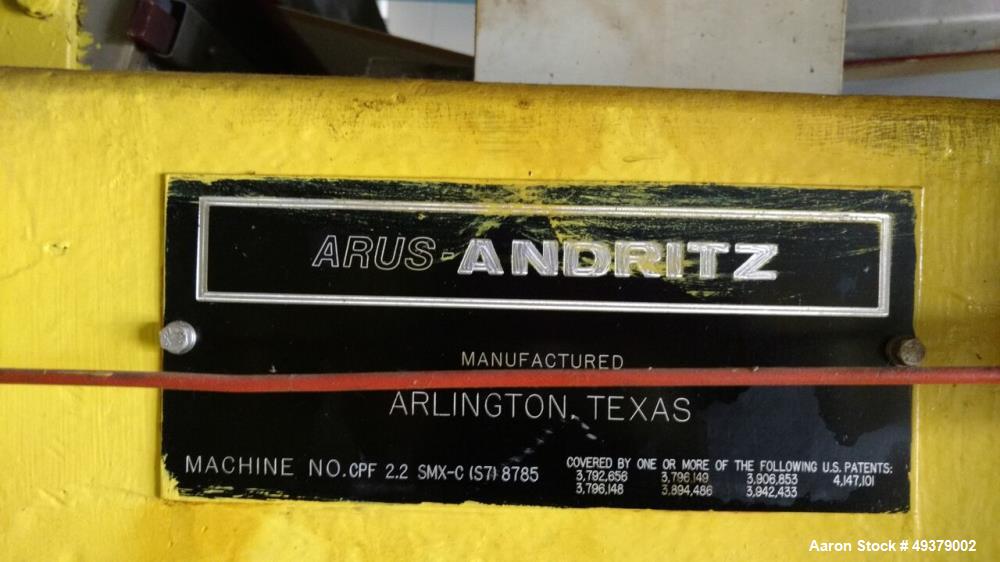 ARUS-ANDRITZ
MANUFACTURED
ARLINGTON, TEXAS
MACHINE NO. CPF 2.2 SMX-C (S7) 8785
COVERED BY ONE OR MORE OF THE FOLLOWING U.S. PATENTS:
3,792,656 3,796,149 3,906,853 4,147,101
3,796,148 3,894,486 3,942,433
Aaron Stock # 49379002